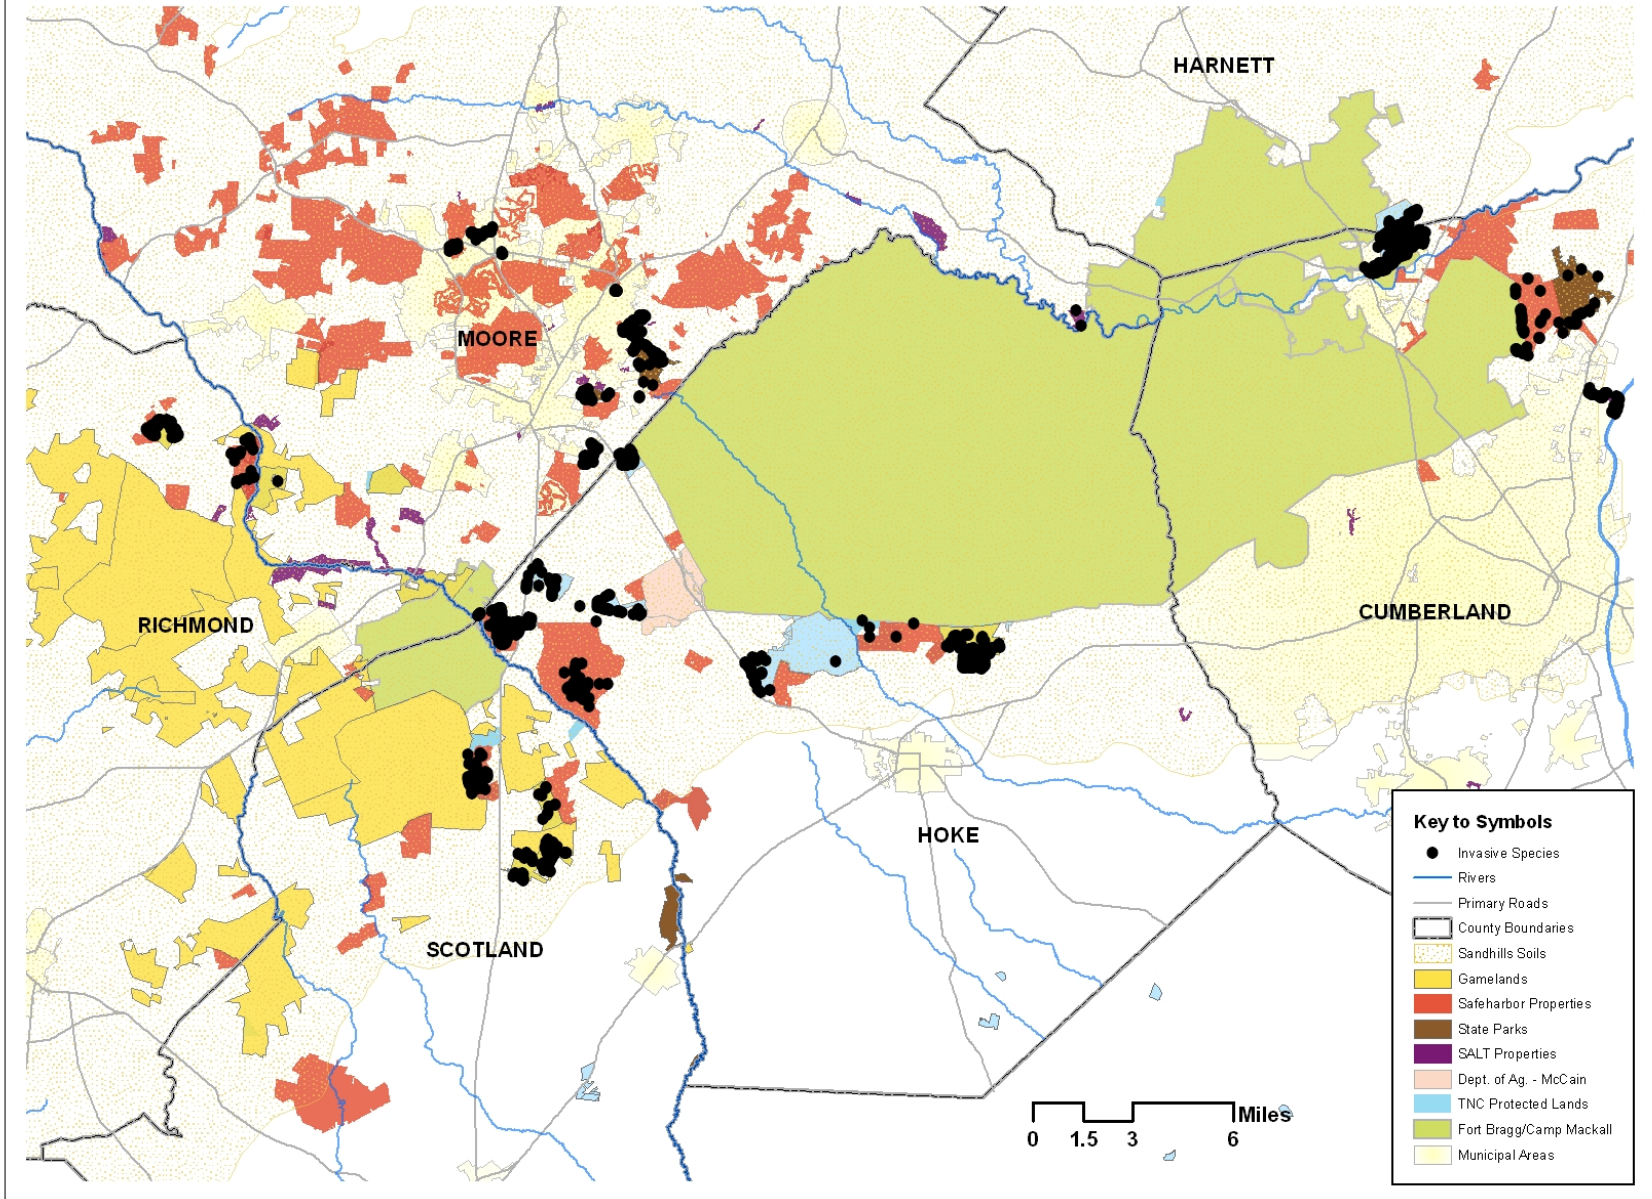 HARNETT
MOORE
RICHMOND
CUMBERLAND
HOKE
SCOTLAND
Key to Symbols
Invasive Species
Rivers
Primary Roads
County Boundaries
Sandhills Soils
Gamelands
Safeharbor Properties
State Parks
SALT Properties
Dept. of Ag. - McCain
TNC Protected Lands
Fort Bragg/Camp Mackall
Municipal Areas
Miles
0 1.5 3 6